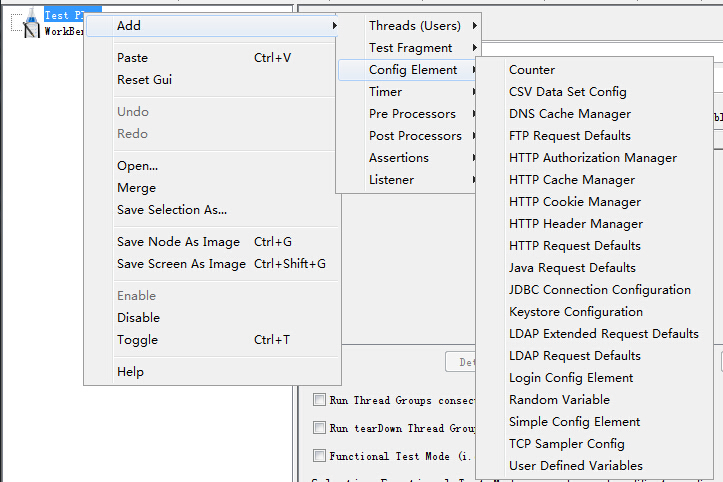 Test Pl
WorkBe
Add
Paste Ctrl+V
Reset Gui
Undo
Redo
Open...
Merge
Save Selection As...
Save Node As Image Ctrl+G
Save Screen As Image Ctrl+Shift+G
Enable
Disable
Toggle Ctrl+T
Help
Threads (Users)
Test Fragment
Config Element
Timer
Pre Processors
Post Processors
Assertions
Listener
Counter
CSV Data Set Config
DNS Cache Manager
FTP Request Defaults
HTTP Authorization Manager
HTTP Cache Manager
HTTP Cookie Manager
HTTP Header Manager
HTTP Request Defaults
Java Request Defaults
JDBC Connection Configuration
Keystore Configuration
LDAP Extended Request Defaults
LDAP Request Defaults
Login Config Element
Random Variable
Simple Config Element
TCP Sampler Config
User Defined Variables
bl
Det
Run Thread Groups consec
Run tearDown Thread Grou
Functional Test Mode (i.